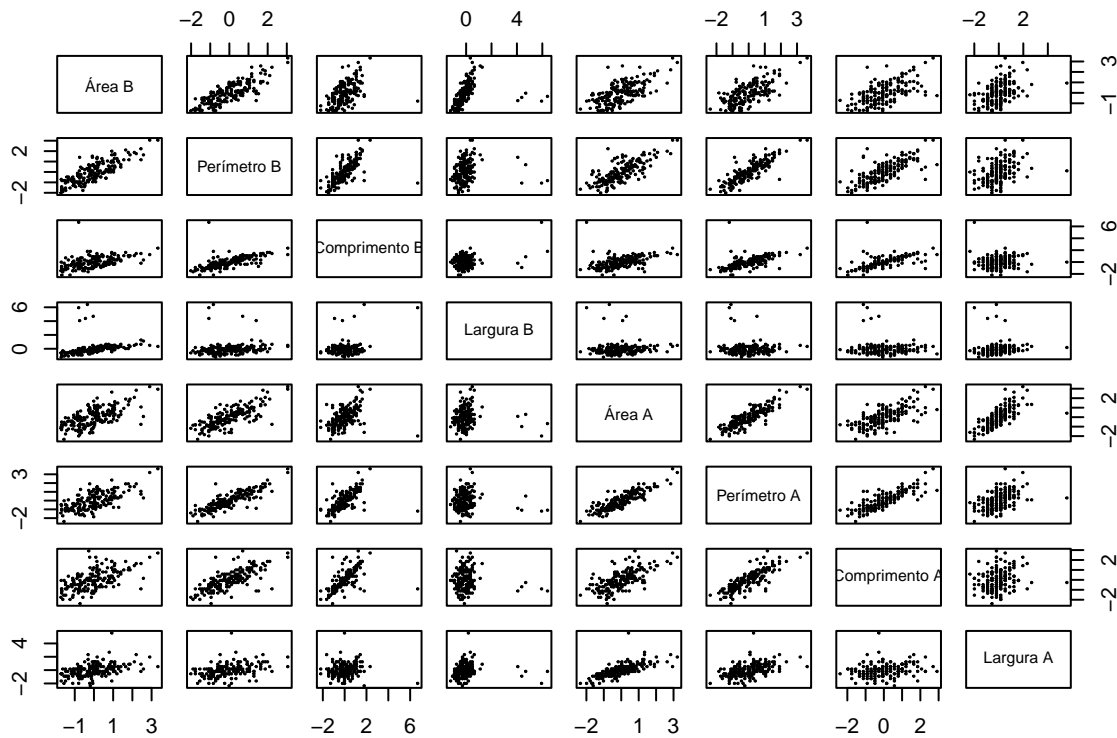 −2 0 2
0 4
−2 0 1 2 3
−2 2
Área B
−1 3
−2 2
Perímetro B
Comprimento B
−2 6
0 6
Largura B
Área A
−2 2
−2 3
Perímetro A
Comprimento A
−2 2
−2 4
Largura A
−1 1 3
−2 2 6
−2 1 3
−2 0 2